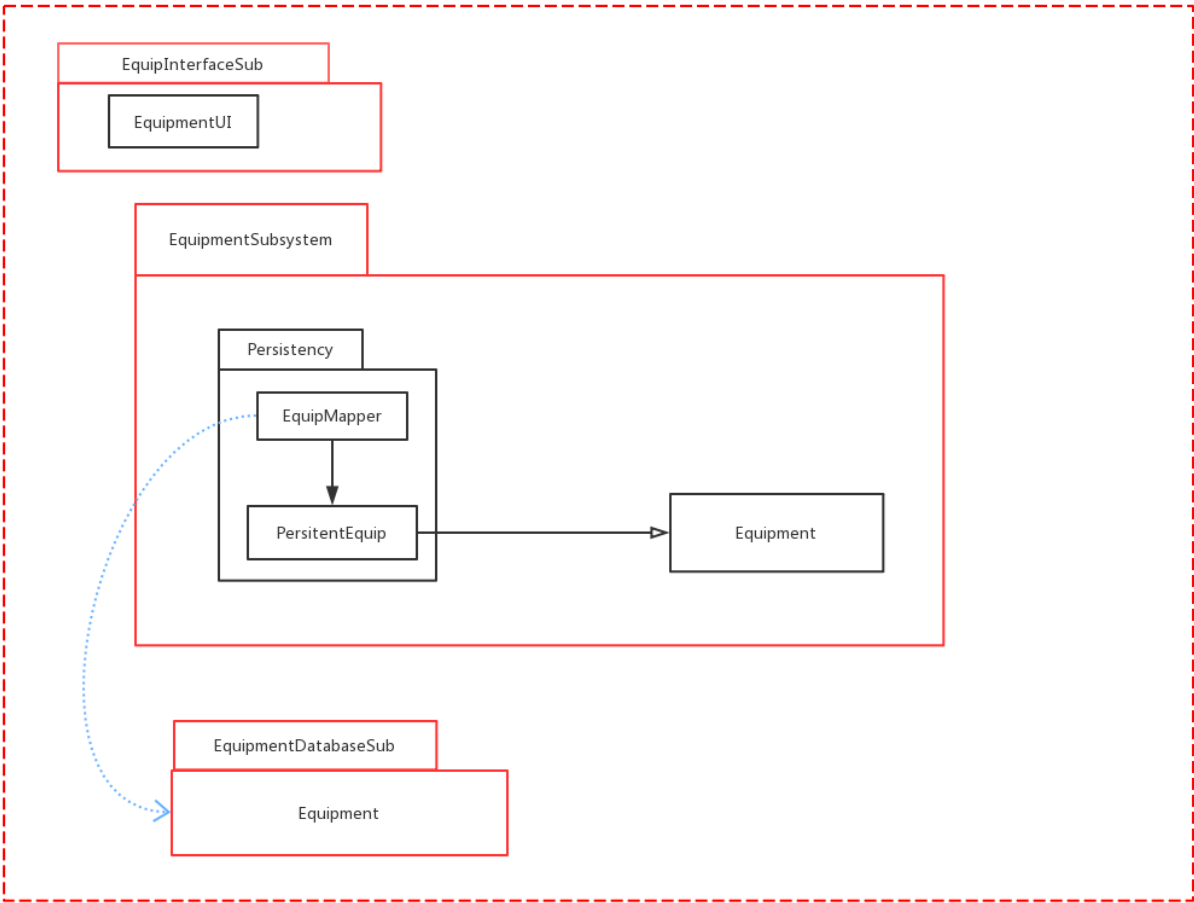 EquipInterfaceSub
EquipmentUI
EquipmentSubsystem
Persistency
EquipMapper
PersitentEquip
Equipment
EquipmentDatabaseSub
Equipment